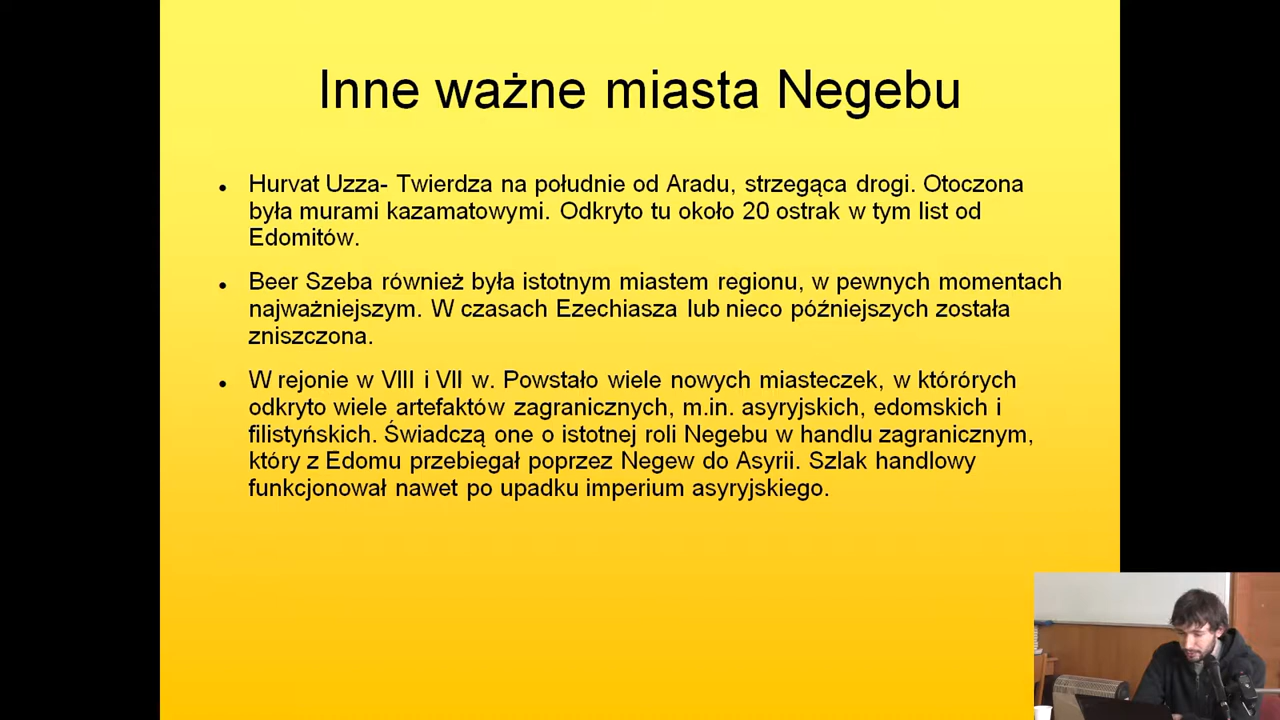 Inne ważne miasta Negebu
• Hurvat Uzza- Twierdza na południe od Aradu, strzegąca drogi. Otoczona
była murami kazamatowymi. Odkryto tu około 20 ostrak w tym list od
Edomitów.
• Beer Szeba również była istotnym miastem regionu, w pewnych momentach
najważniejszym. W czasach Ezechiasza lub nieco późniejszych została
zniszczona.
• W rejonie w VIII i VII w. Powstało wiele nowych miasteczek, w którórych
odkryto wiele artefaktów zagranicznych, m.in. asyryjskich, edomskich i
filistyńskich. Świadczą one o istotnej roli Negebu w handlu zagranicznym,
który z Edomu przebiegał poprzez Negew do Asyrii. Szlak handlowy
funkcjonował nawet po upadku imperium asyryjskiego.